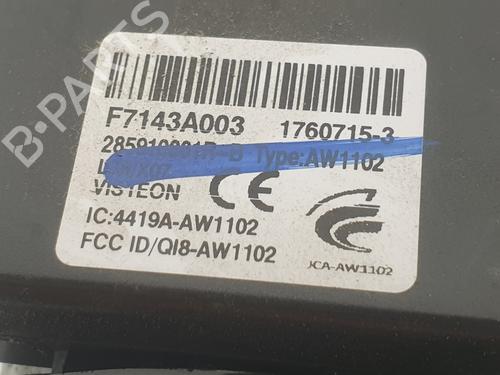 B-PARTS
F7143A003 1760715-3
Type:AW1102
VISTEON
CE
IC:4419A-AW1102
FCC ID/QI8-AW1102
JCA-AW1102